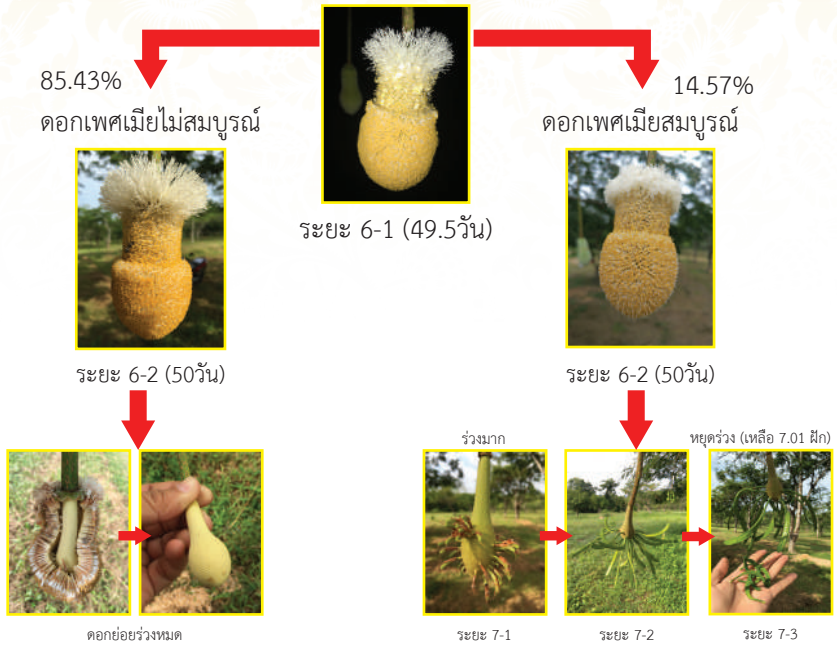 85.43%
ดอกเพศเมียไม่สมบูรณ์
14.57%
ดอกเพศเมียสมบูรณ์
ระยะ 6-1 (49.5วัน)
ระยะ 6-2 (50วัน)
ระยะ 6-2 (50วัน)
ร่วงมาก
หยุดร่วง (เหลือ 7.01 ฝัก)
ดอกย่อยร่วงหมด
ระยะ 7-1
ระยะ 7-2
ระยะ 7-3